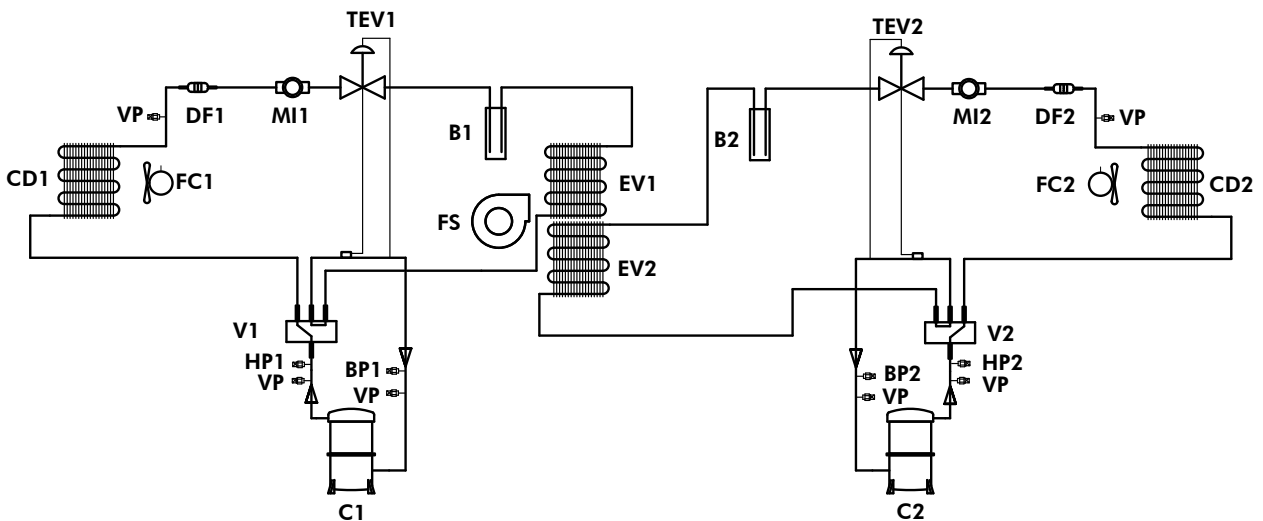 TEV1
TEV2
VP
DF1
MI1
B1
B2
MI2
DF2
VP
CD1
FC1
EV1
FC2
CD2
FS
EV2
V1
V2
HP1
VP
BP1
VP
BP2
VP
HP2
VP
C1
C2